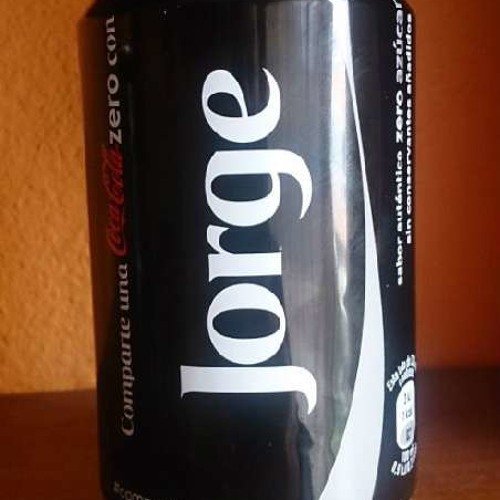 Comparte una Coca-Cola zero con
Jorge
sabor auténtico zero azúcar
sin conservantes añadidos